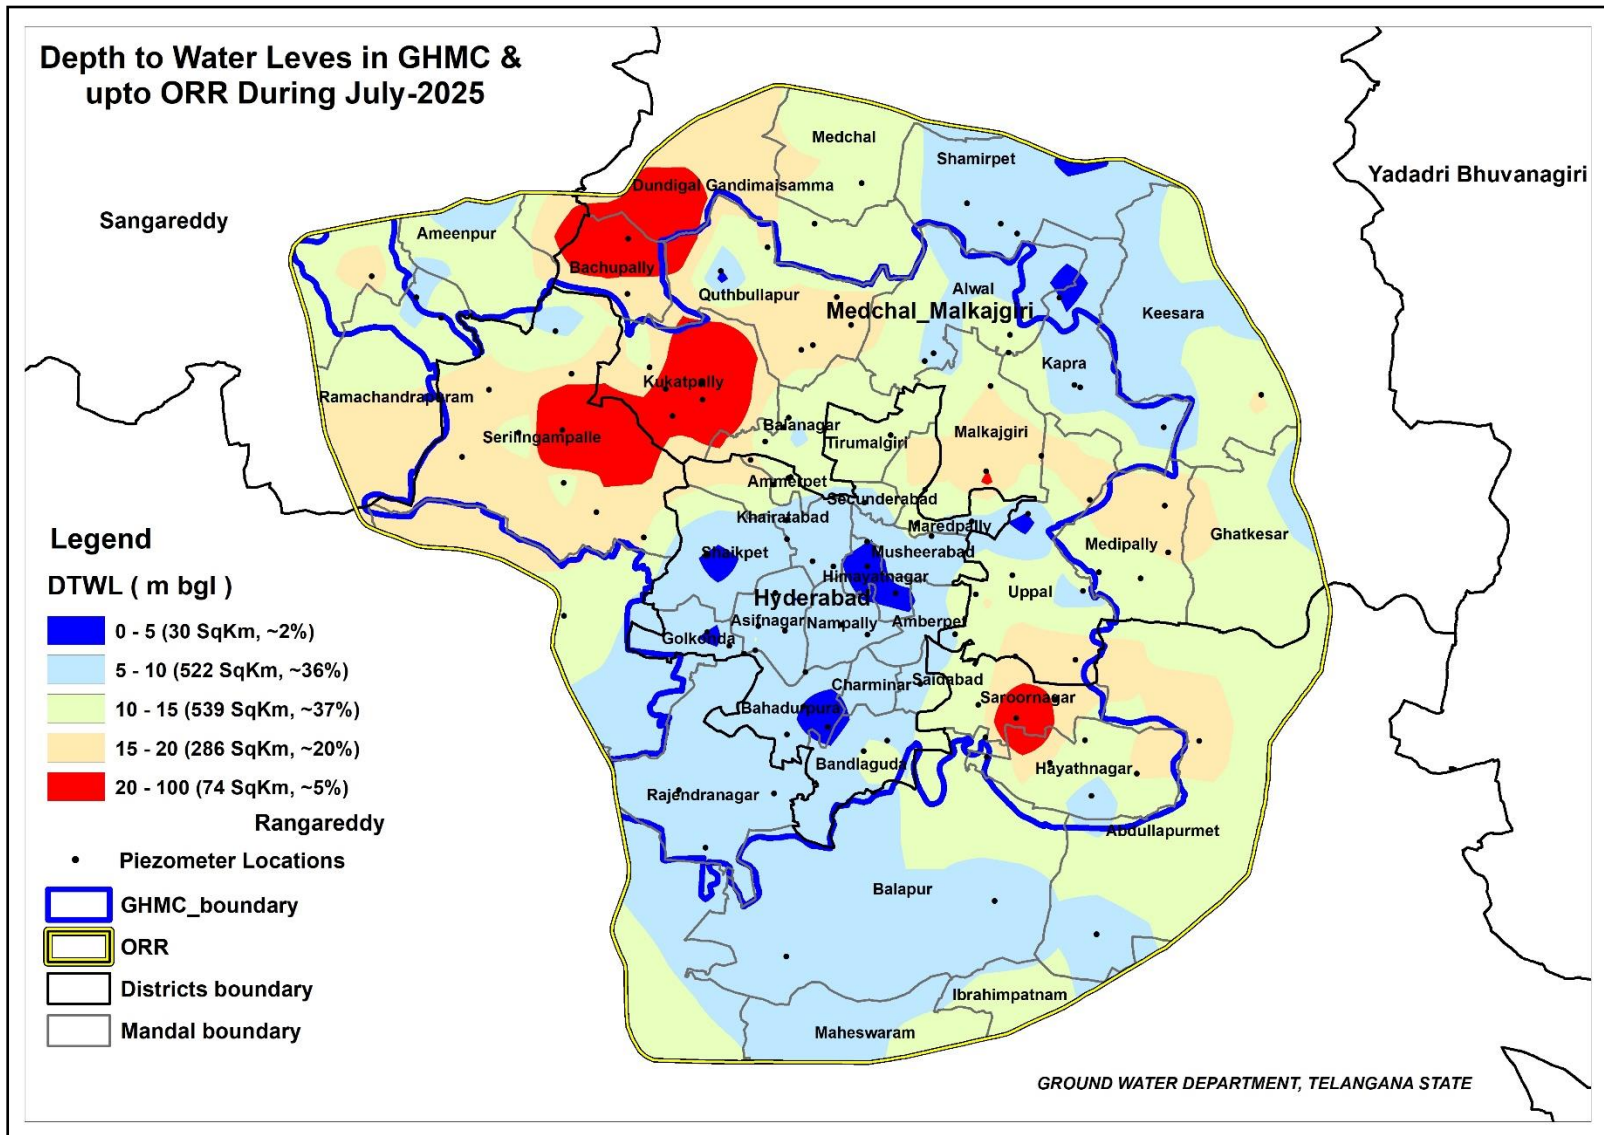 Depth to Water Leves in GHMC &
upto ORR During July-2025
Medchal
Shamirpet
Yadadri Bhuvanagiri
Dundigal Gandimaisamma
Sangareddy
Ameenpur
Bachupally
Quthbullapur
Alwal
Medchal_Malkajgiri
Keesara
Kapra
Kukatpally
Ramachandrapuram
Serilingampalle
Balanagar
Tirumalgiri
Malkajgiri
Ammerpet
Secunderabad
Khairatabad
Maredpally
Ghatkesar
Medipally
Shaikpet
Musheerabad
Himayatnagar
Uppal
Hyderabad
Asifnagar
Nampally
Amberpet
Golkonda
Charminar
Saidabad
Saroornagar
Bahadurpura
Bandlaguda
Hayathnagar
Rajendranagar
Abdullapurmet
Balapur
Ibrahimpatnam
Maheswaram
Legend
DTWL ( m bgl )
0 - 5 (30 SqKm, ~2%)
5 - 10 (522 SqKm, ~36%)
10 - 15 (539 SqKm, ~37%)
15 - 20 (286 SqKm, ~20%)
20 - 100 (74 SqKm, ~5%)
Rangareddy
Piezometer Locations
GHMC_boundary
ORR
Districts boundary
Mandal boundary
GROUND WATER DEPARTMENT, TELANGANA STATE